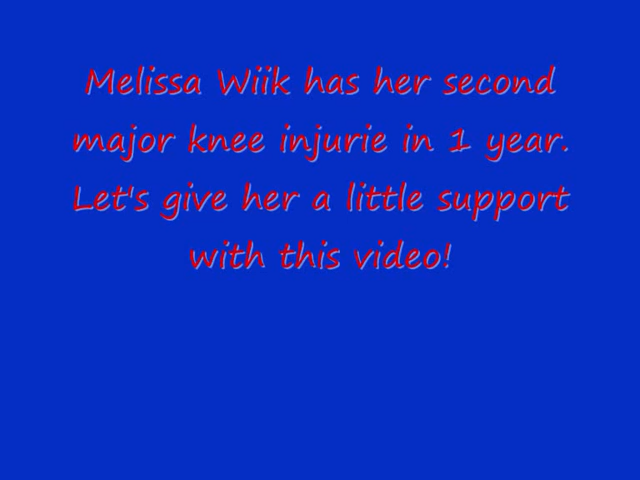 Melissa Wiik has her second
major knee injurie in 1 year.
Let's give her a little support
with this video!